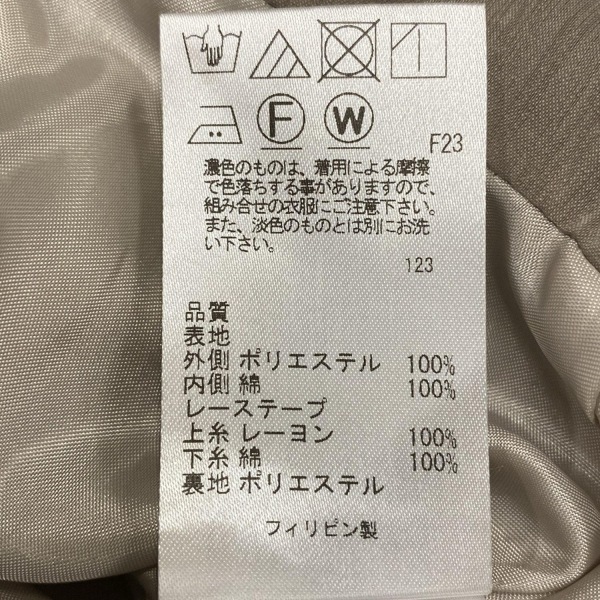 F W F23
濃色のものは、着用による摩擦
で色落ちする事がありますので、
組み合せの衣服にご注意下さい。
また、淡色のものとは別にお洗
い下さい。
123
品質
表地
外側 ポリエステル 100%
内側 綿 100%
レーステープ
上糸 レーヨン 100%
下糸 綿 100%
裏地 ポリエステル
フィリピン製